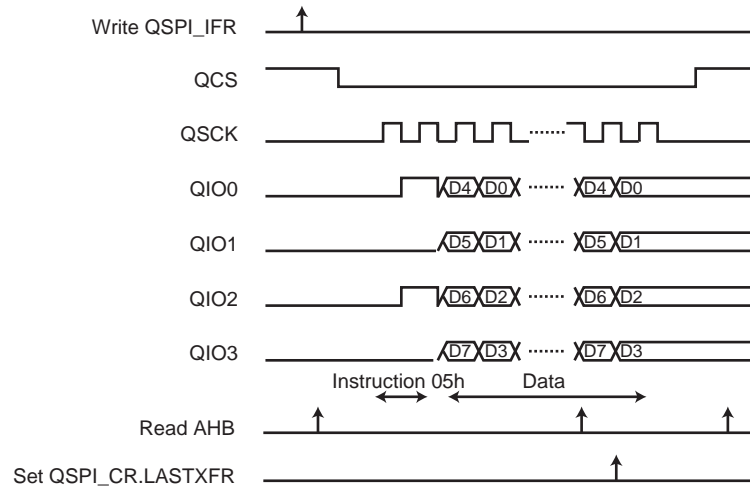 Write QSPI_IFR
QCS
QSCK
QIO0 D4 D0 D4 D0
QIO1 D5 D1 D5 D1
QIO2 D6 D2 D6 D2
QIO3 D7 D3 D7 D3
Instruction 05h Data
Read AHB
Set QSPI_CR.LASTXFR